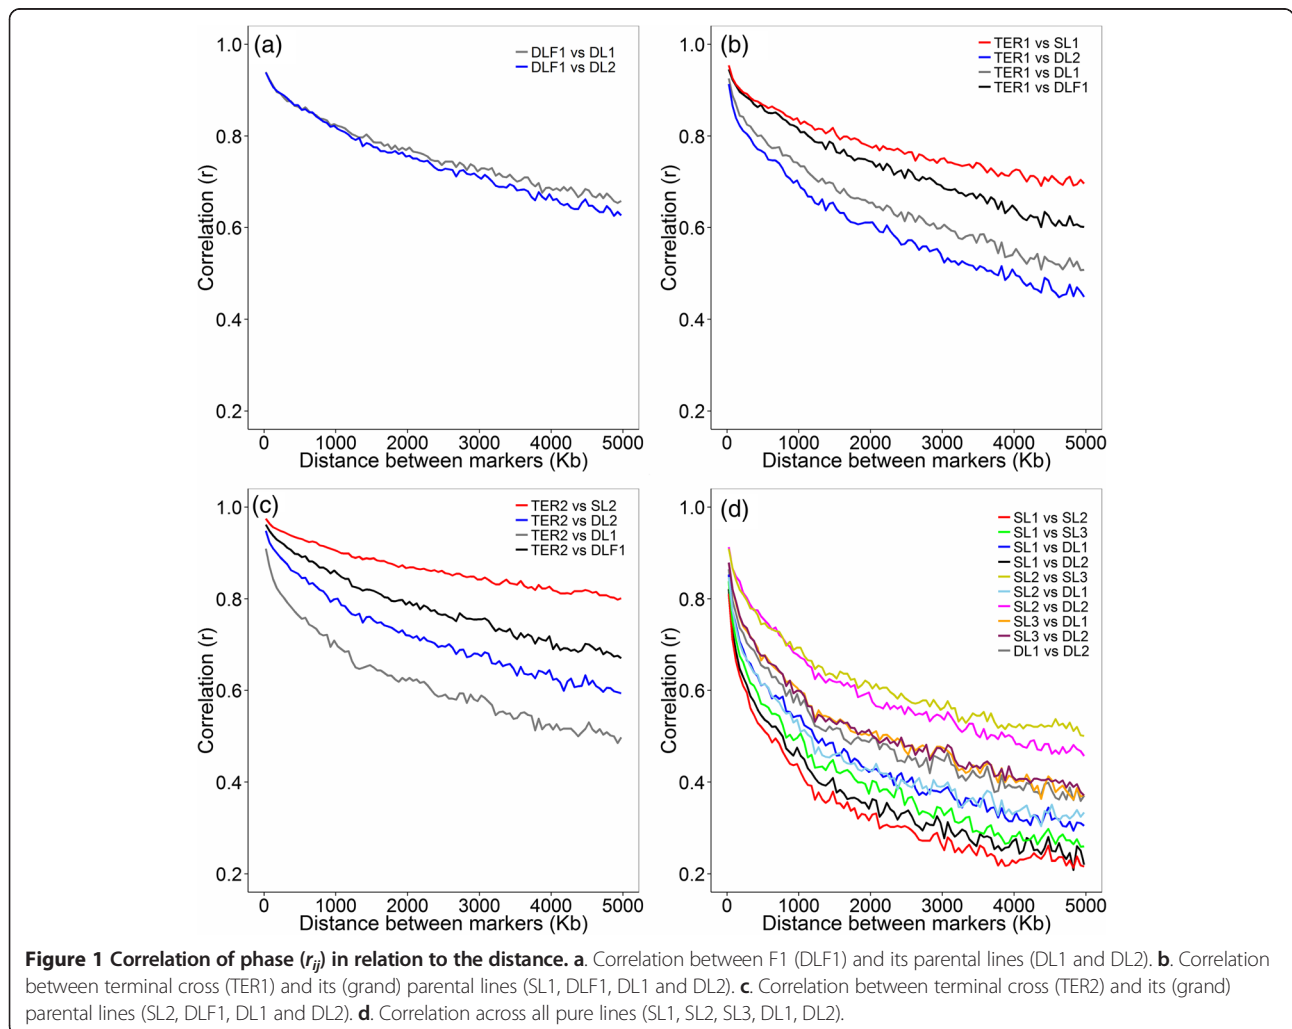 (a)
DLF1 vs DL1
DLF1 vs DL2
1.0
0.8
0.6
0.4
0.2
Correlation (r)
0 1000 2000 3000 4000 5000
Distance between markers (Kb)
(b)
TER1 vs SL1
TER1 vs DL2
TER1 vs DL1
TER1 vs DLF1
1.0
0.8
0.6
0.4
0.2
Correlation (r)
0 1000 2000 3000 4000 5000
Distance between markers (Kb)
(c)
TER2 vs SL2
TER2 vs DL2
TER2 vs DL1
TER2 vs DLF1
1.0
0.8
0.6
0.4
0.2
Correlation (r)
0 1000 2000 3000 4000 5000
Distance between markers (Kb)
(d)
SL1 vs SL2
SL1 vs SL3
SL1 vs DL1
SL1 vs DL2
SL2 vs SL3
SL2 vs DL1
SL2 vs DL2
SL3 vs DL1
SL3 vs DL2
DL1 vs DL2
1.0
0.8
0.6
0.4
0.2
Correlation (r)
0 1000 2000 3000 4000 5000
Distance between markers (Kb)
Figure 1 Correlation of phase (rij) in relation to the distance. a. Correlation between F1 (DLF1) and its parental lines (DL1 and DL2). b. Correlation
between terminal cross (TER1) and its (grand) parental lines (SL1, DLF1, DL1 and DL2). c. Correlation between terminal cross (TER2) and its (grand)
parental lines (SL2, DLF1, DL1 and DL2). d. Correlation across all pure lines (SL1, SL2, SL3, DL1, DL2).